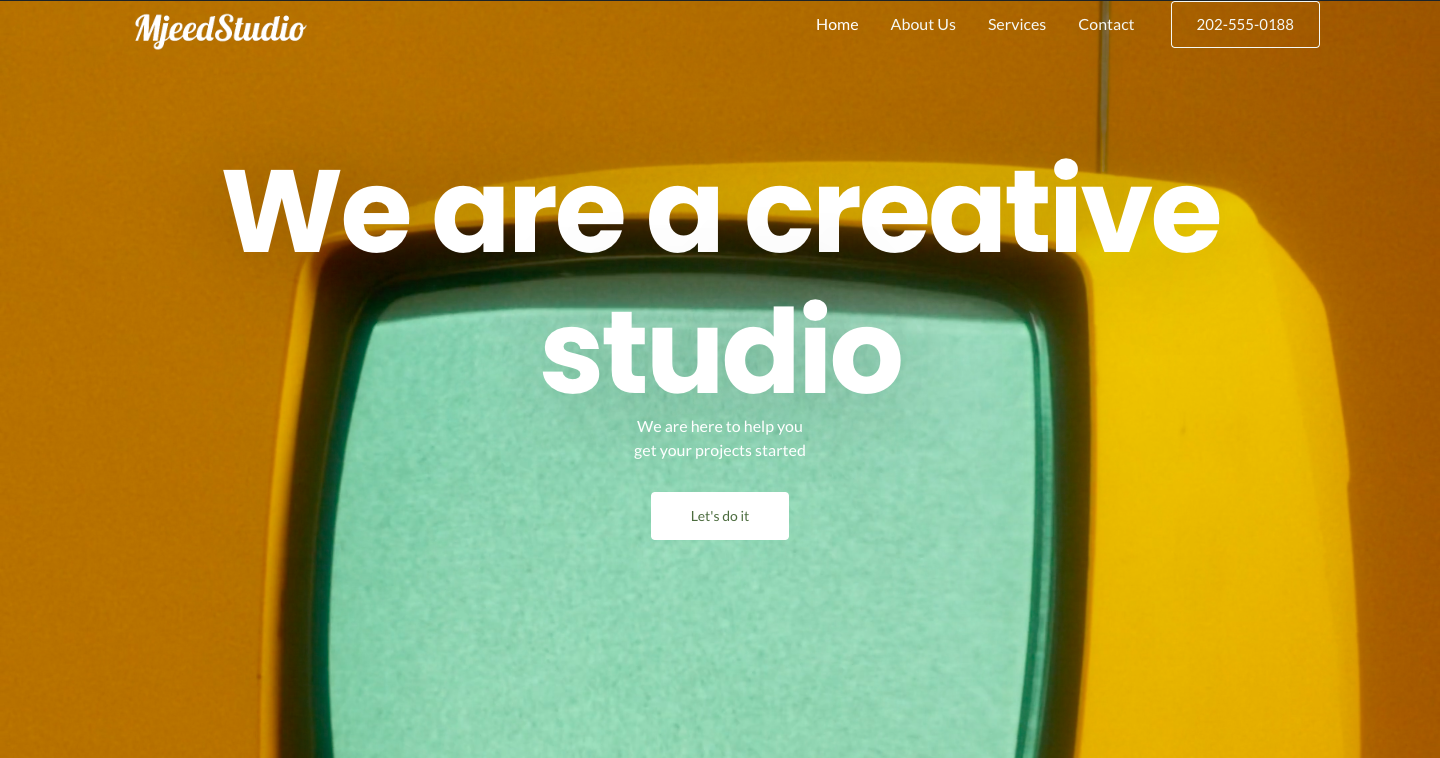 MjeedStudio
Home About Us Services Contact 202-555-0188
We are a creative
studio
We are here to help you
get your projects started
Let's do it